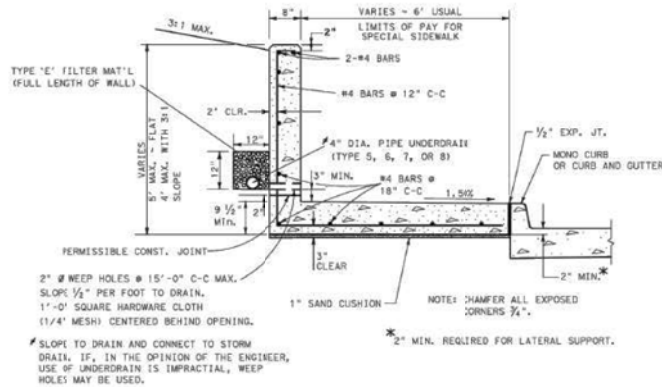 8"
VARIES ~ 6' USUAL
3:1 MAX.
2"
LIMITS OF PAY FOR
SPECIAL SIDEWALK
2-#4 BARS
TYPE 'E' FILTER MAT'L
(FULL LENGTH OF WALL)
#4 BARS @ 12" C-C
2" CLR.
VARIES
5' MAX. ~ FLAT
4' MAX. WITH 3:1
SLOPE
12"
4" DIA. PIPE UNDERDRAIN
(TYPE 5, 6, 7, OR 8)
½" EXP. JT.
12"
3" MIN.
MONO CURB
OR CURB AND GUTTER
#4 BARS @
18" C-C
1.50%
9 ½"
MIN.
2"
PERMISSIBLE CONST. JOINT
3"
CLEAR
2" MIN.*
2" Ø WEEP HOLES @ 15'-0" C-C MAX.
SLOPE ½" PER FOOT TO DRAIN.
1'-0" SQUARE HARDWARE CLOTH
(1/4" MESH) CENTERED BEHIND OPENING.
1" SAND CUSHION
NOTE: CHAMFER ALL EXPOSED
CORNERS ¾".
*2" MIN. REQUIRED FOR LATERAL SUPPORT.
SLOPE TO DRAIN AND CONNECT TO STORM
DRAIN. IF, IN THE OPINION OF THE ENGINEER,
USE OF UNDERDRAIN IS IMPRACTIAL, WEEP
HOLES MAY BE USED.